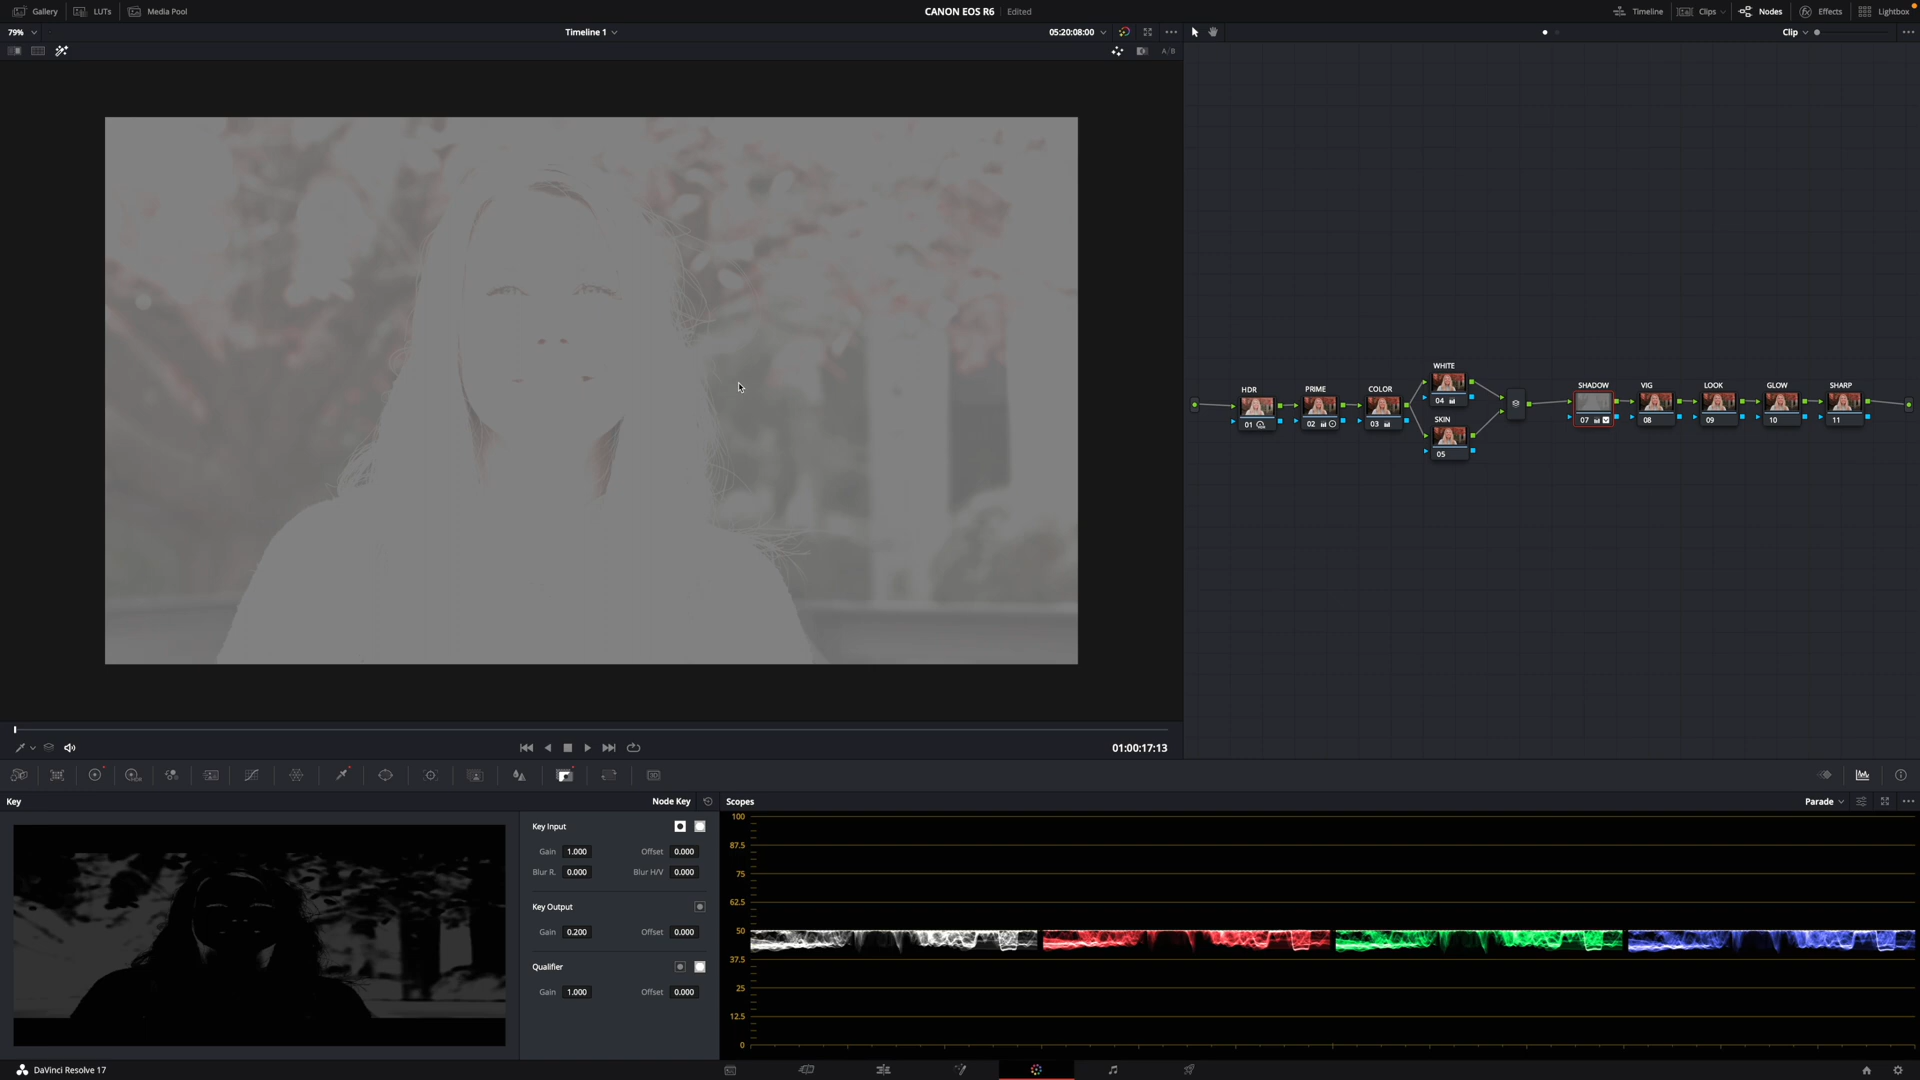 Gallery LUTs Media Pool CANON EOS R6 Edited Timeline Clips Nodes Effects Lightbox
79% Timeline 1 05:20:08:00 Clip
A/B
WHITE
04
HDR PRIME COLOR SHADOW VIG LOOK GLOW SHARP
01 02 03 07 08 09 10 11
SKIN
05
01:00:17:13
Key Node Key Scopes Parade
Key Input
Gain 1.000 Offset 0.000
Blur R. 0.000 Blur H/V 0.000
Key Output
Gain 0.200 Offset 0.000
Qualifier
Gain 1.000 Offset 0.000
100
87.5
75
62.5
50
37.5
25
12.5
0
3D
DaVinci Resolve 17